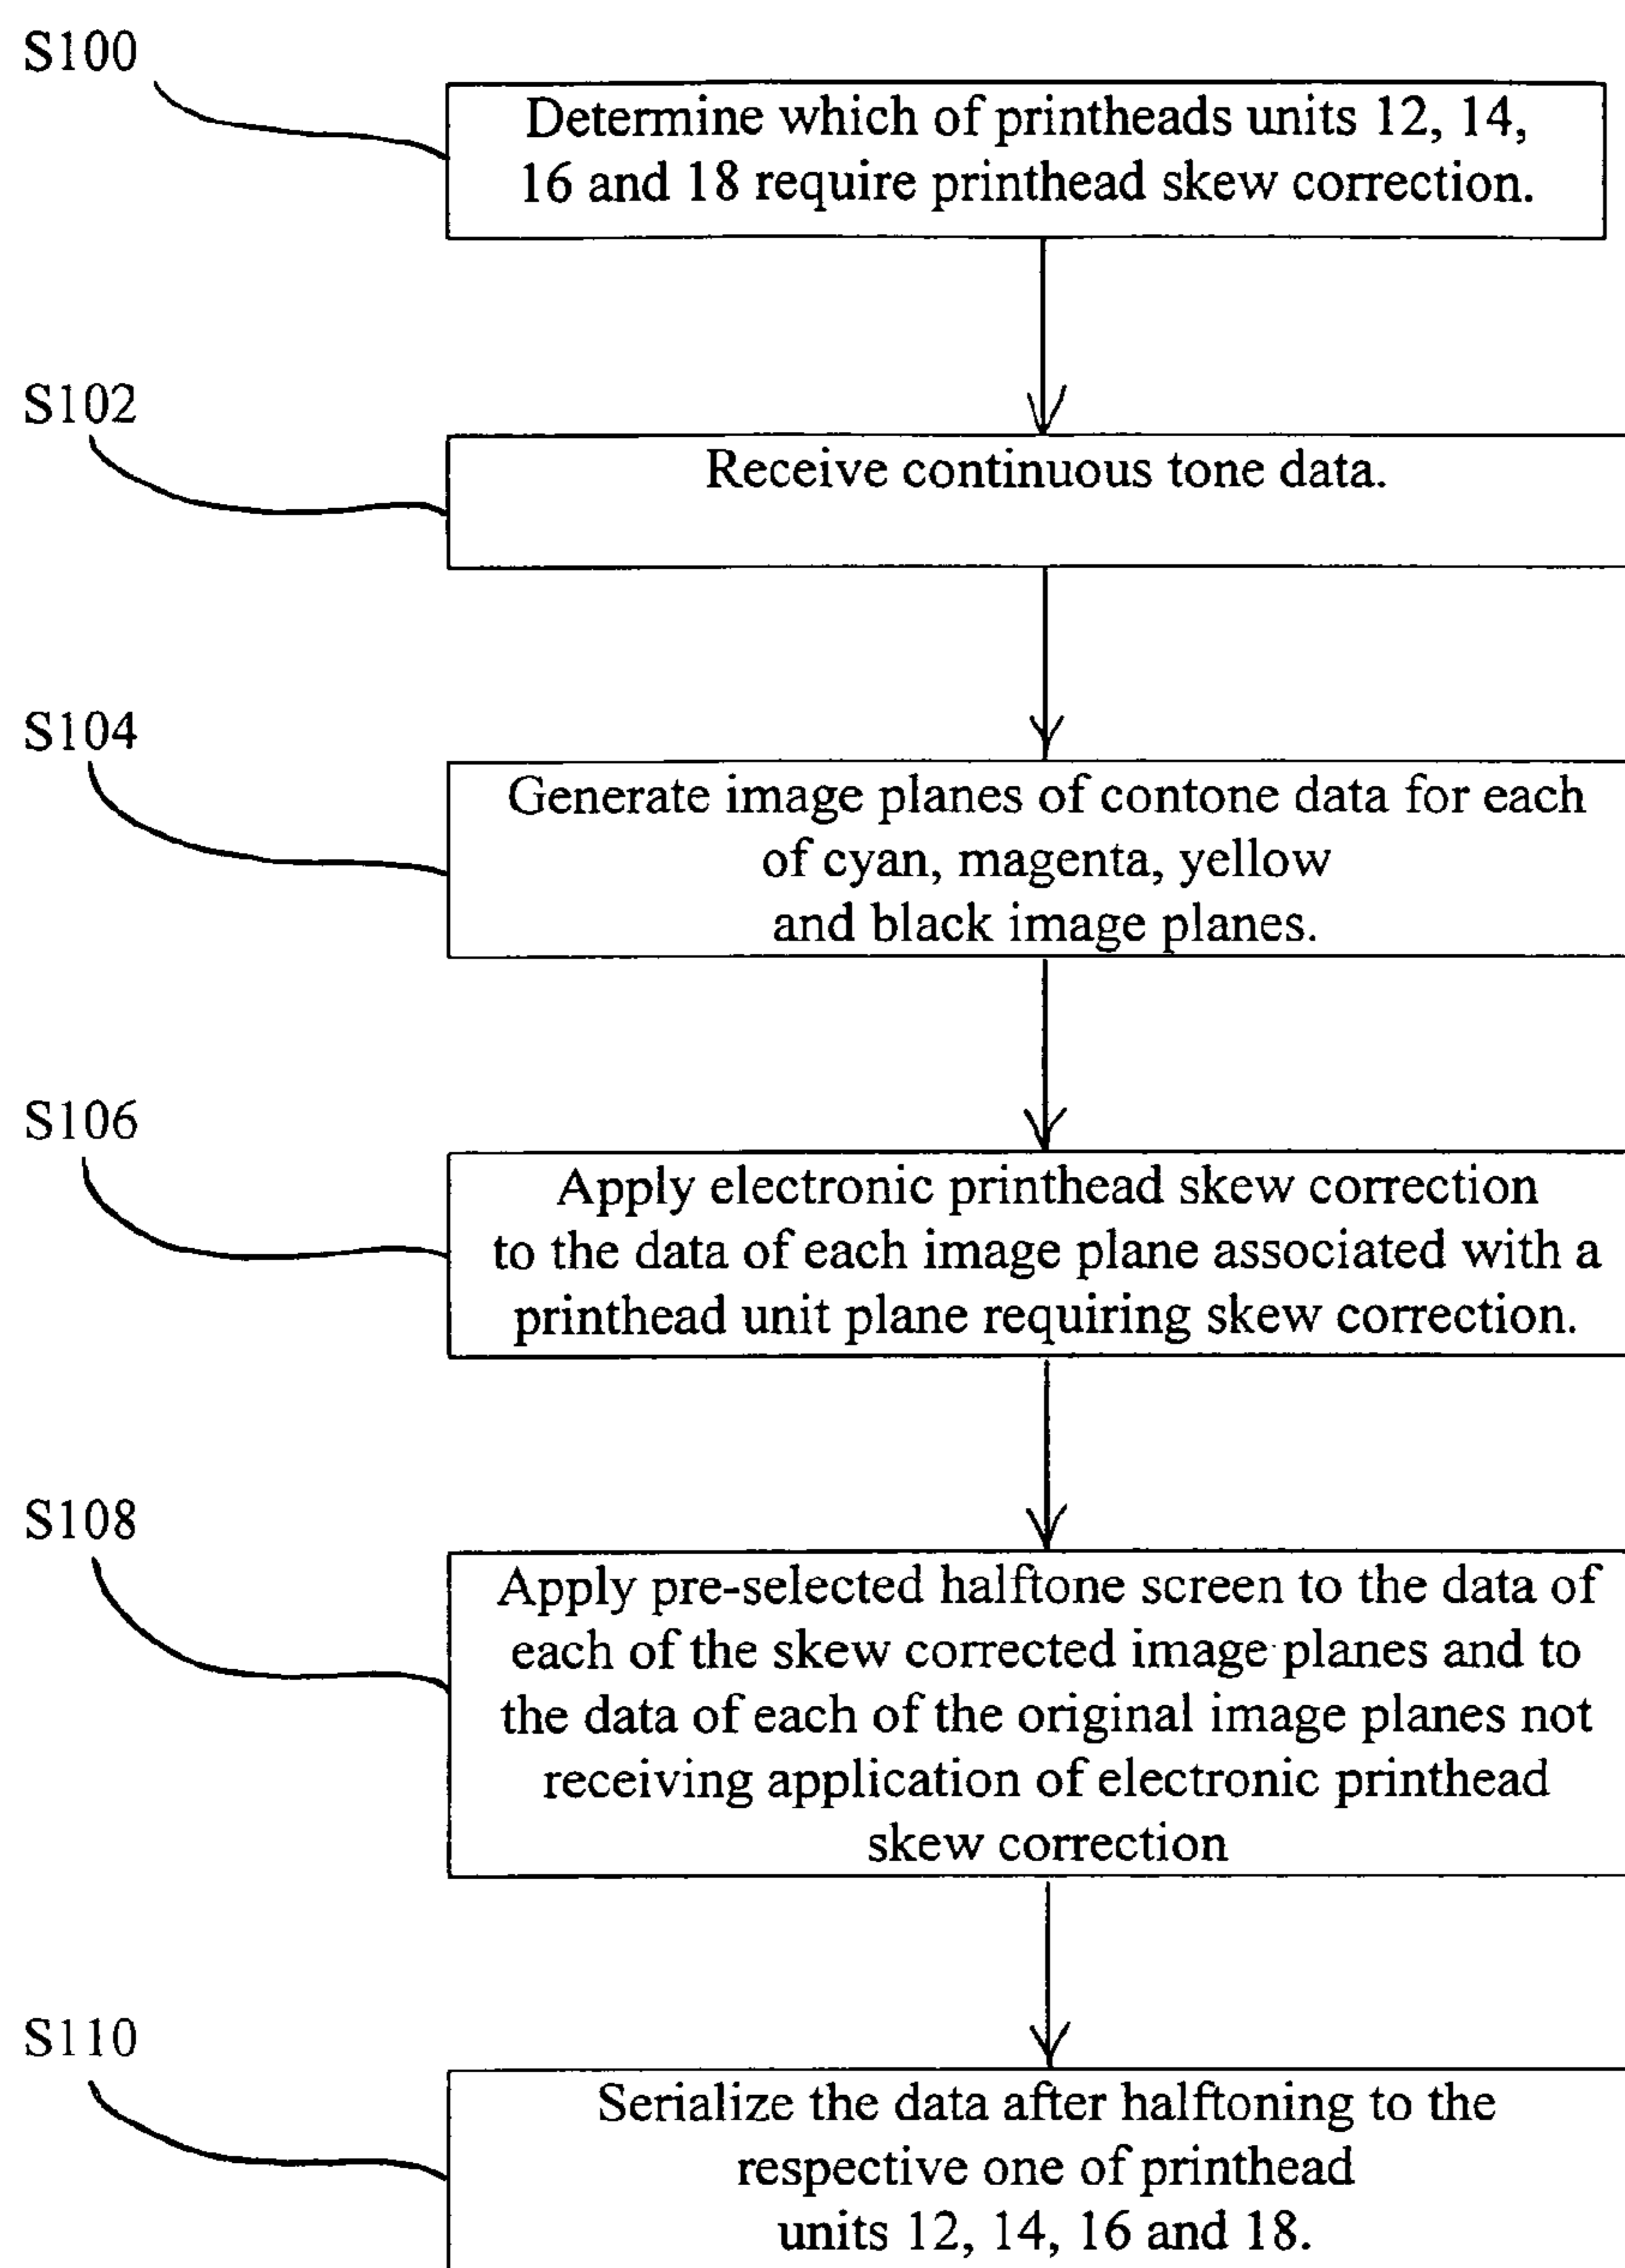 S100
Determine which of printheads units 12, 14,
16 and 18 require printhead skew correction.
S102
Receive continuous tone data.
S104
Generate image planes of contone data for each
of cyan, magenta, yellow
and black image planes.
S106
Apply electronic printhead skew correction
to the data of each image plane associated with a
printhead unit plane requiring skew correction.
S108
Apply pre-selected halftone screen to the data of
each of the skew corrected image planes and to
the data of each of the original image planes not
receiving application of electronic printhead
skew correction
S110
Serialize the data after halftoning to the
respective one of printhead
units 12, 14, 16 and 18.